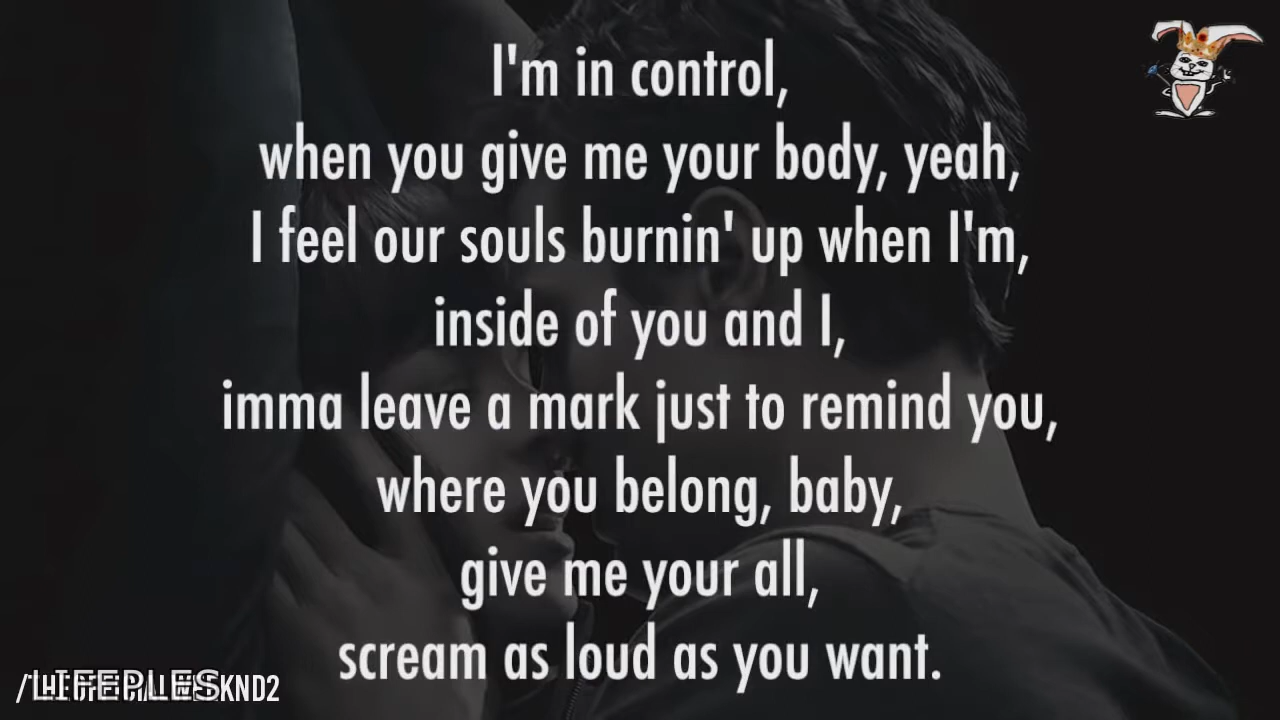 I'm in control,
when you give me your body, yeah,
I feel our souls burnin' up when I'm,
inside of you and I,
imma leave a mark just to remind you,
where you belong, baby,
give me your all,
scream as loud as you want.